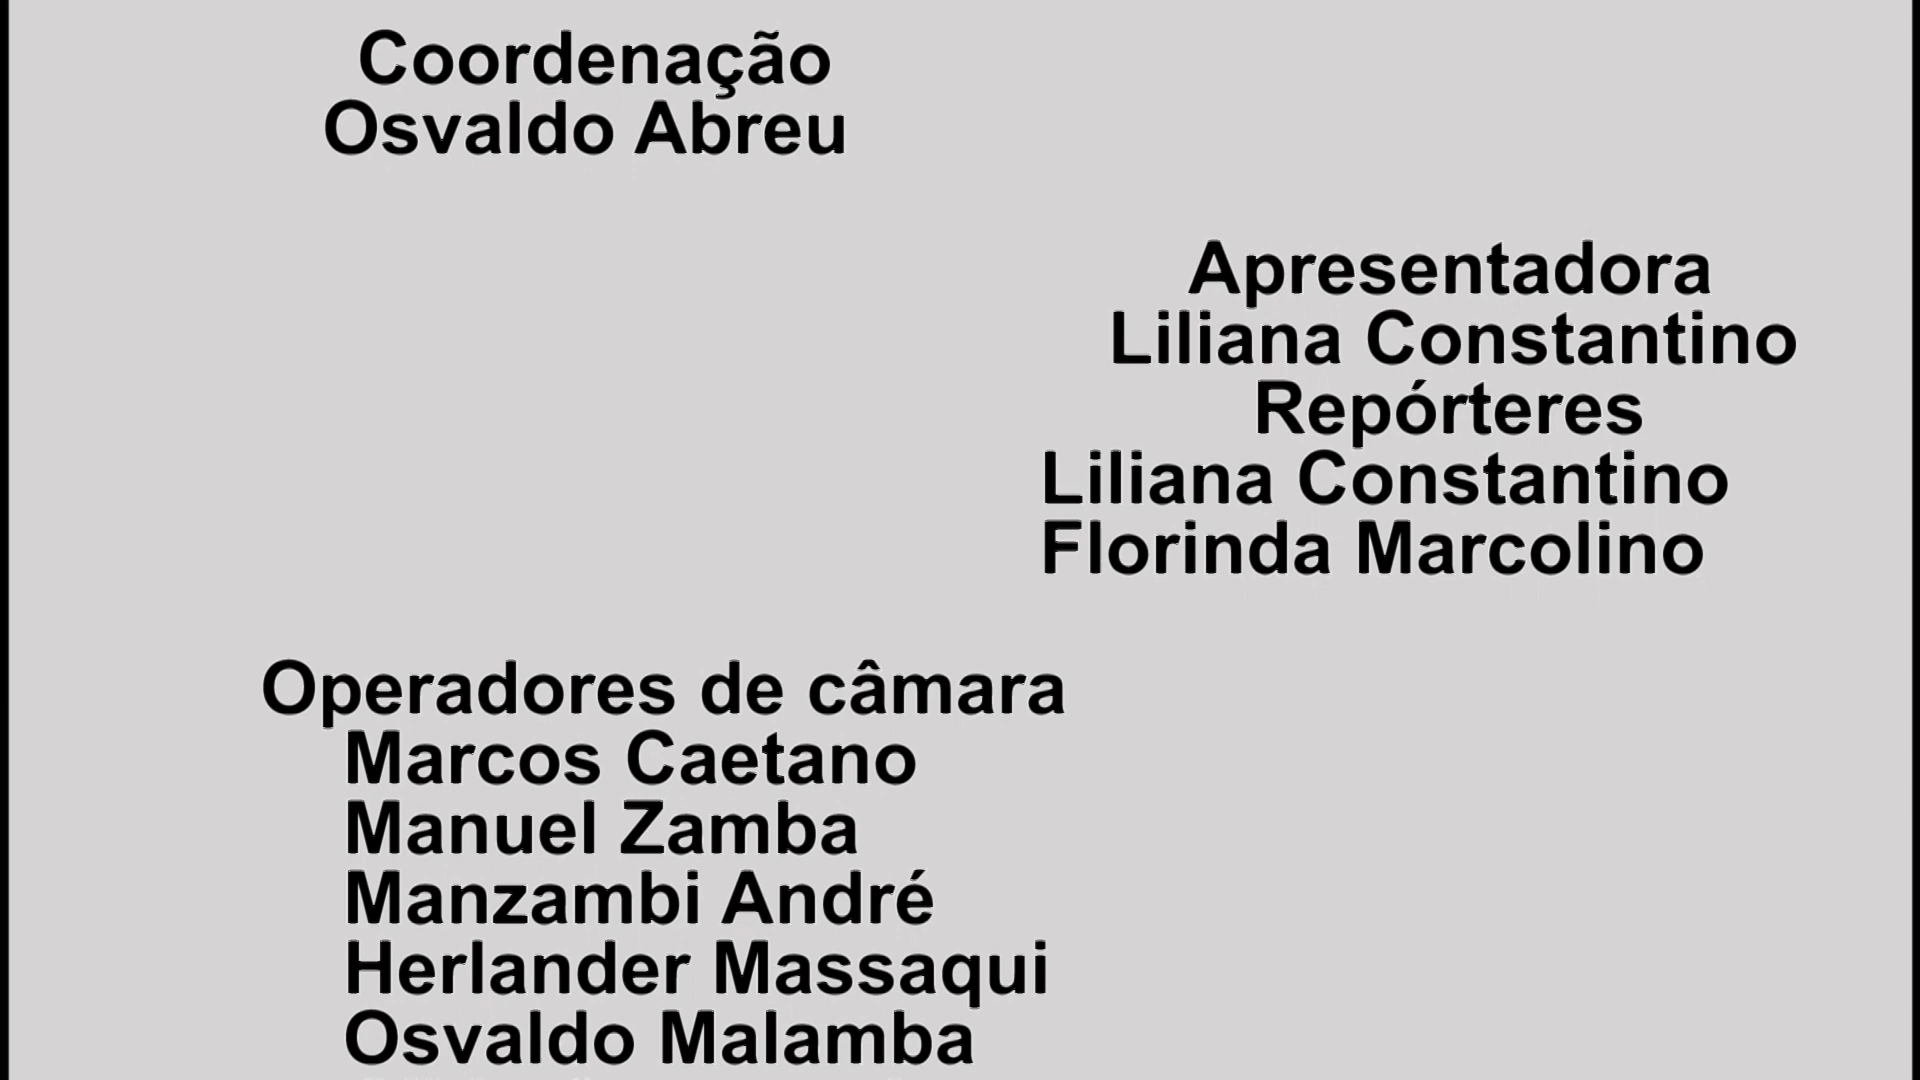 Coordenação
Osvaldo Abreu
Apresentadora
Liliana Constantino
Repórteres
Liliana Constantino
Florinda Marcolino
Operadores de câmara
Marcos Caetano
Manuel Zamba
Manzambi André
Herlander Massaqui
Osvaldo Malamba